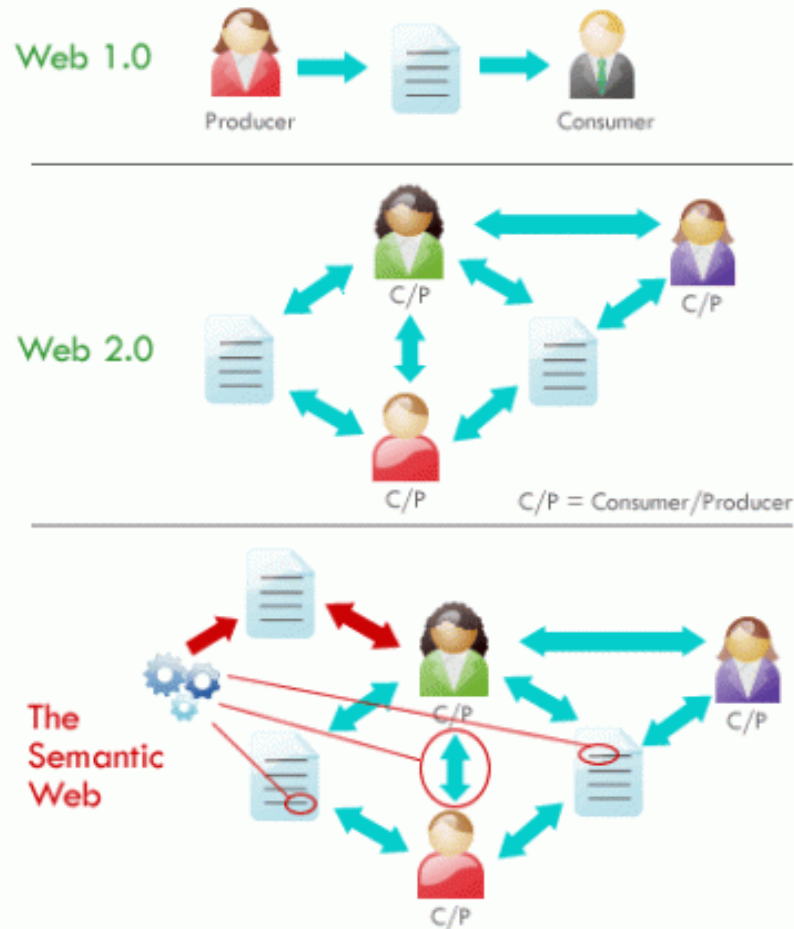 Web 1.0
Producer
Consumer
C/P
C/P
Web 2.0
C/P
C/P = Consumer/Producer
C/P
C/P
The
Semantic
Web
C/P